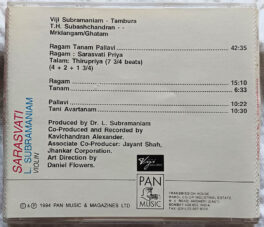 Viji Subramaniam - Tambura
T.H. Subashchandran - -
Mridangam/Ghatam
Ragam Tanam Pallavi 42:35
Ragam : Sarasvati Priya
Talam: Thirupriya (7 3/4 beats)
(4 + 2 + 1 3/4)
Ragam 15:10
Tanam 6:33
Pallavi 10:22
Tani Avartanam 10:30
Produced by Dr. L. Subramaniam
Co-Produced and Recorded by
Kavichandran Alexander.
Associate Co-Producer: Jayant Shah,
Jhankar Corporation.
Art Direction by
Daniel Flowers.
SARASVATI
L. SUBRAMANIAM
VIOLIN
Viji
PAN
MUSIC
© ℗ 1994 PAN MUSIC & MAGAZINES LTD